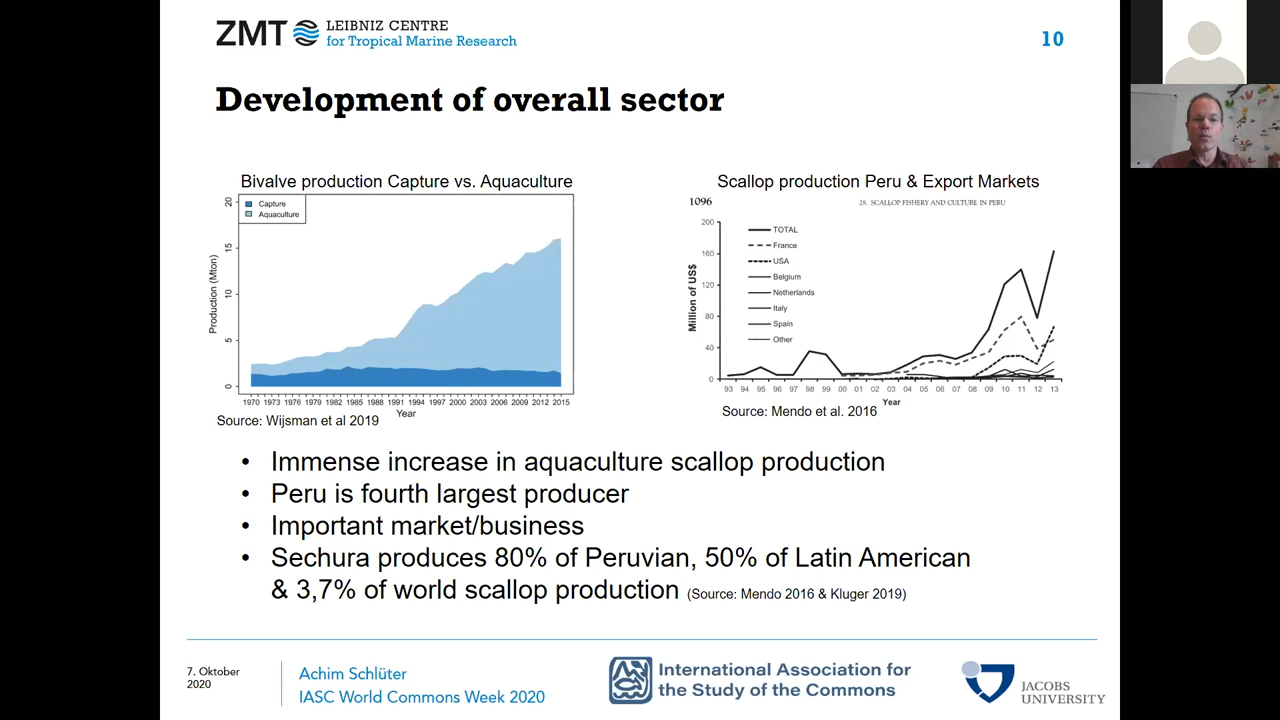 ZMT LEIBNIZ CENTRE
for Tropical Marine Research
10
Development of overall sector
Bivalve production Capture vs. Aquaculture
Capture
Aquaculture
Production (Mton)
20
15
10
5
0
1970 1973 1976 1979 1982 1985 1988 1991 1994 1997 2000 2003 2006 2009 2012 2015
Year
Source: Wijsman et al 2019
Scallop production Peru & Export Markets
1096
28. SCALLOP FISHERY AND CULTURE IN PERU
Million of US$
200
160
120
80
40
0
TOTAL
France
USA
Belgium
Netherlands
Italy
Spain
Other
93 94 95 96 97 98 99 00 01 02 03 04 05 06 07 08 09 10 11 12 13
Year
Source: Mendo et al. 2016
• Immense increase in aquaculture scallop production
• Peru is fourth largest producer
• Important market/business
• Sechura produces 80% of Peruvian, 50% of Latin American
& 3,7% of world scallop production (Source: Mendo 2016 & Kluger 2019)
7. Oktober
2020
Achim Schlüter
IASC World Commons Week 2020
International Association for
the Study of the Commons
JACOBS
UNIVERSITY